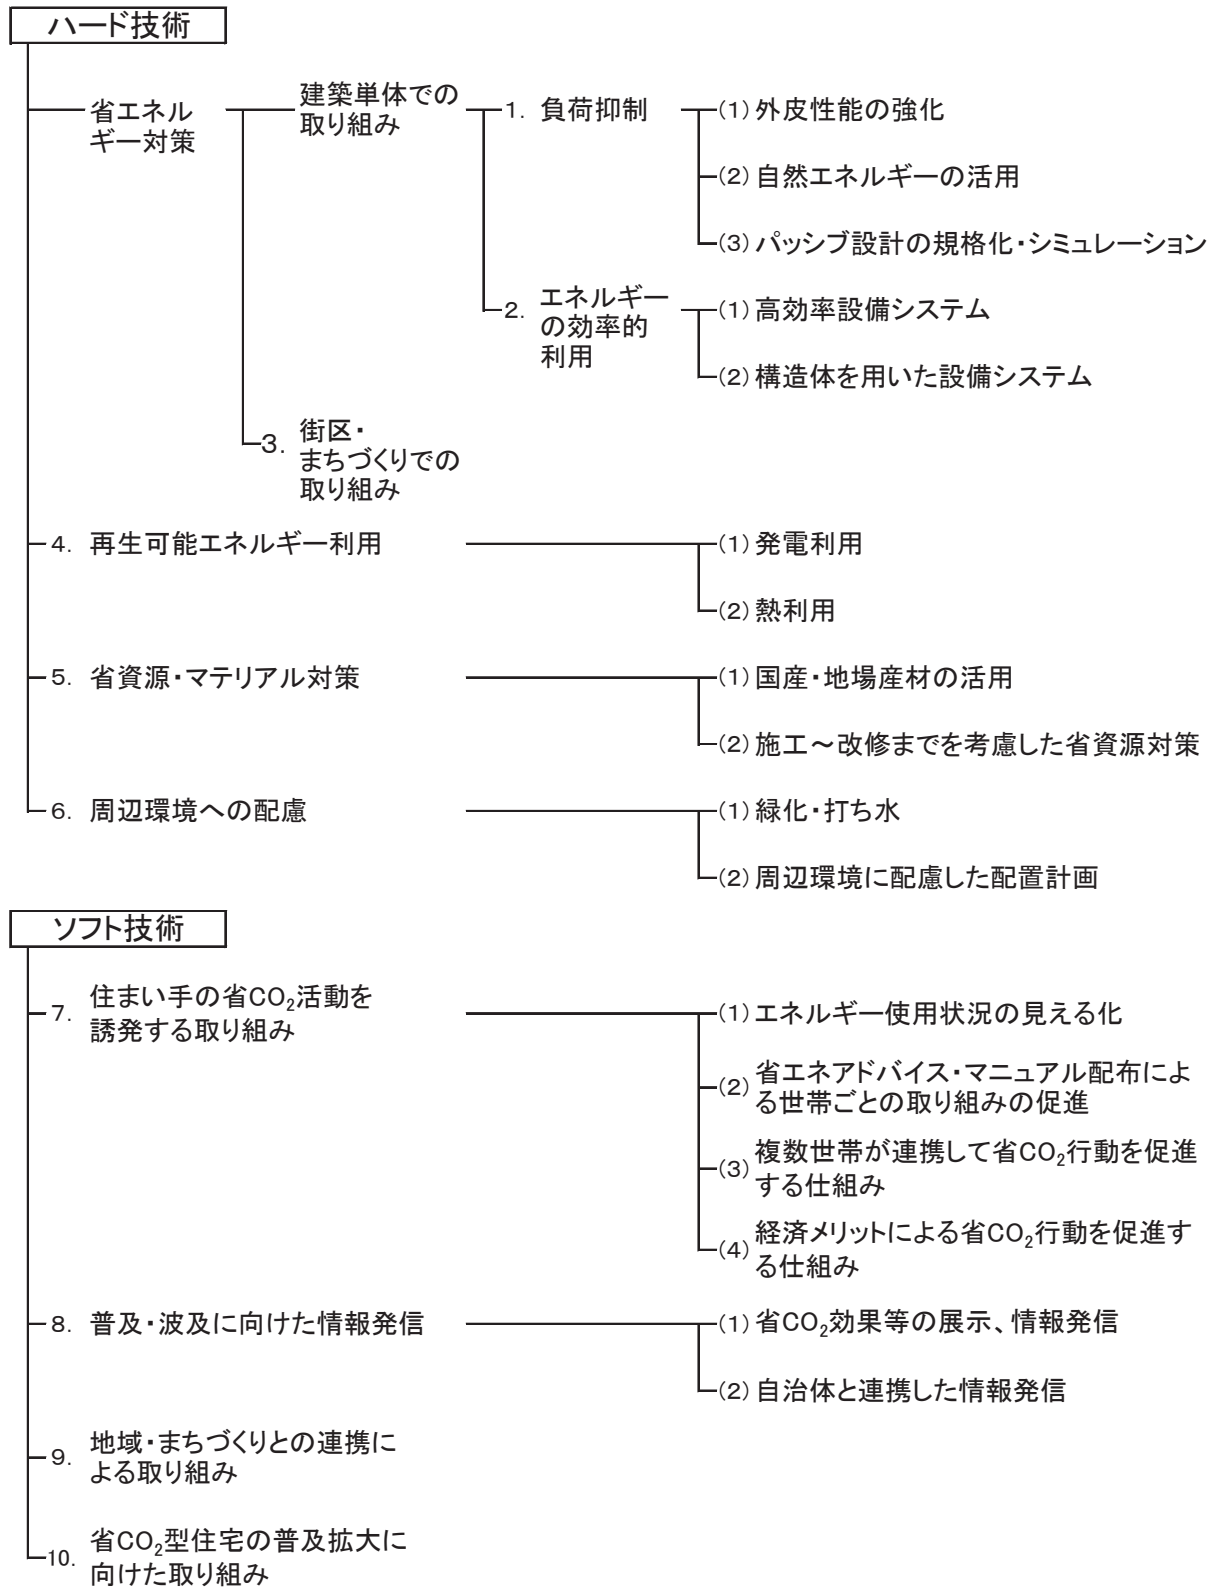 ハード技術
省エネル
ギー対策
建築単体での
取り組み
1. 負荷抑制
(1) 外皮性能の強化
(2) 自然エネルギーの活用
(3) パッシブ設計の規格化・シミュレーション
2. エネルギー
の効率的
利用
(1) 高効率設備システム
(2) 構造体を用いた設備システム
3. 街区・
まちづくりでの
取り組み
4. 再生可能エネルギー利用
(1) 発電利用
(2) 熱利用
5. 省資源・マテリアル対策
(1) 国産・地場産材の活用
(2) 施工～改修までを考慮した省資源対策
6. 周辺環境への配慮
(1) 緑化・打ち水
(2) 周辺環境に配慮した配置計画
ソフト技術
7. 住まい手の省CO₂活動を
誘発する取り組み
(1) エネルギー使用状況の見える化
(2) 省エネアドバイス・マニュアル配布によ
る世帯ごとの取り組みの促進
(3) 複数世帯が連携して省CO₂行動を促進
する仕組み
(4) 経済メリットによる省CO₂行動を促進す
る仕組み
8. 普及・波及に向けた情報発信
(1) 省CO₂効果等の展示、情報発信
(2) 自治体と連携した情報発信
9. 地域・まちづくりとの連携に
よる取り組み
10. 省CO₂型住宅の普及拡大に
向けた取り組み